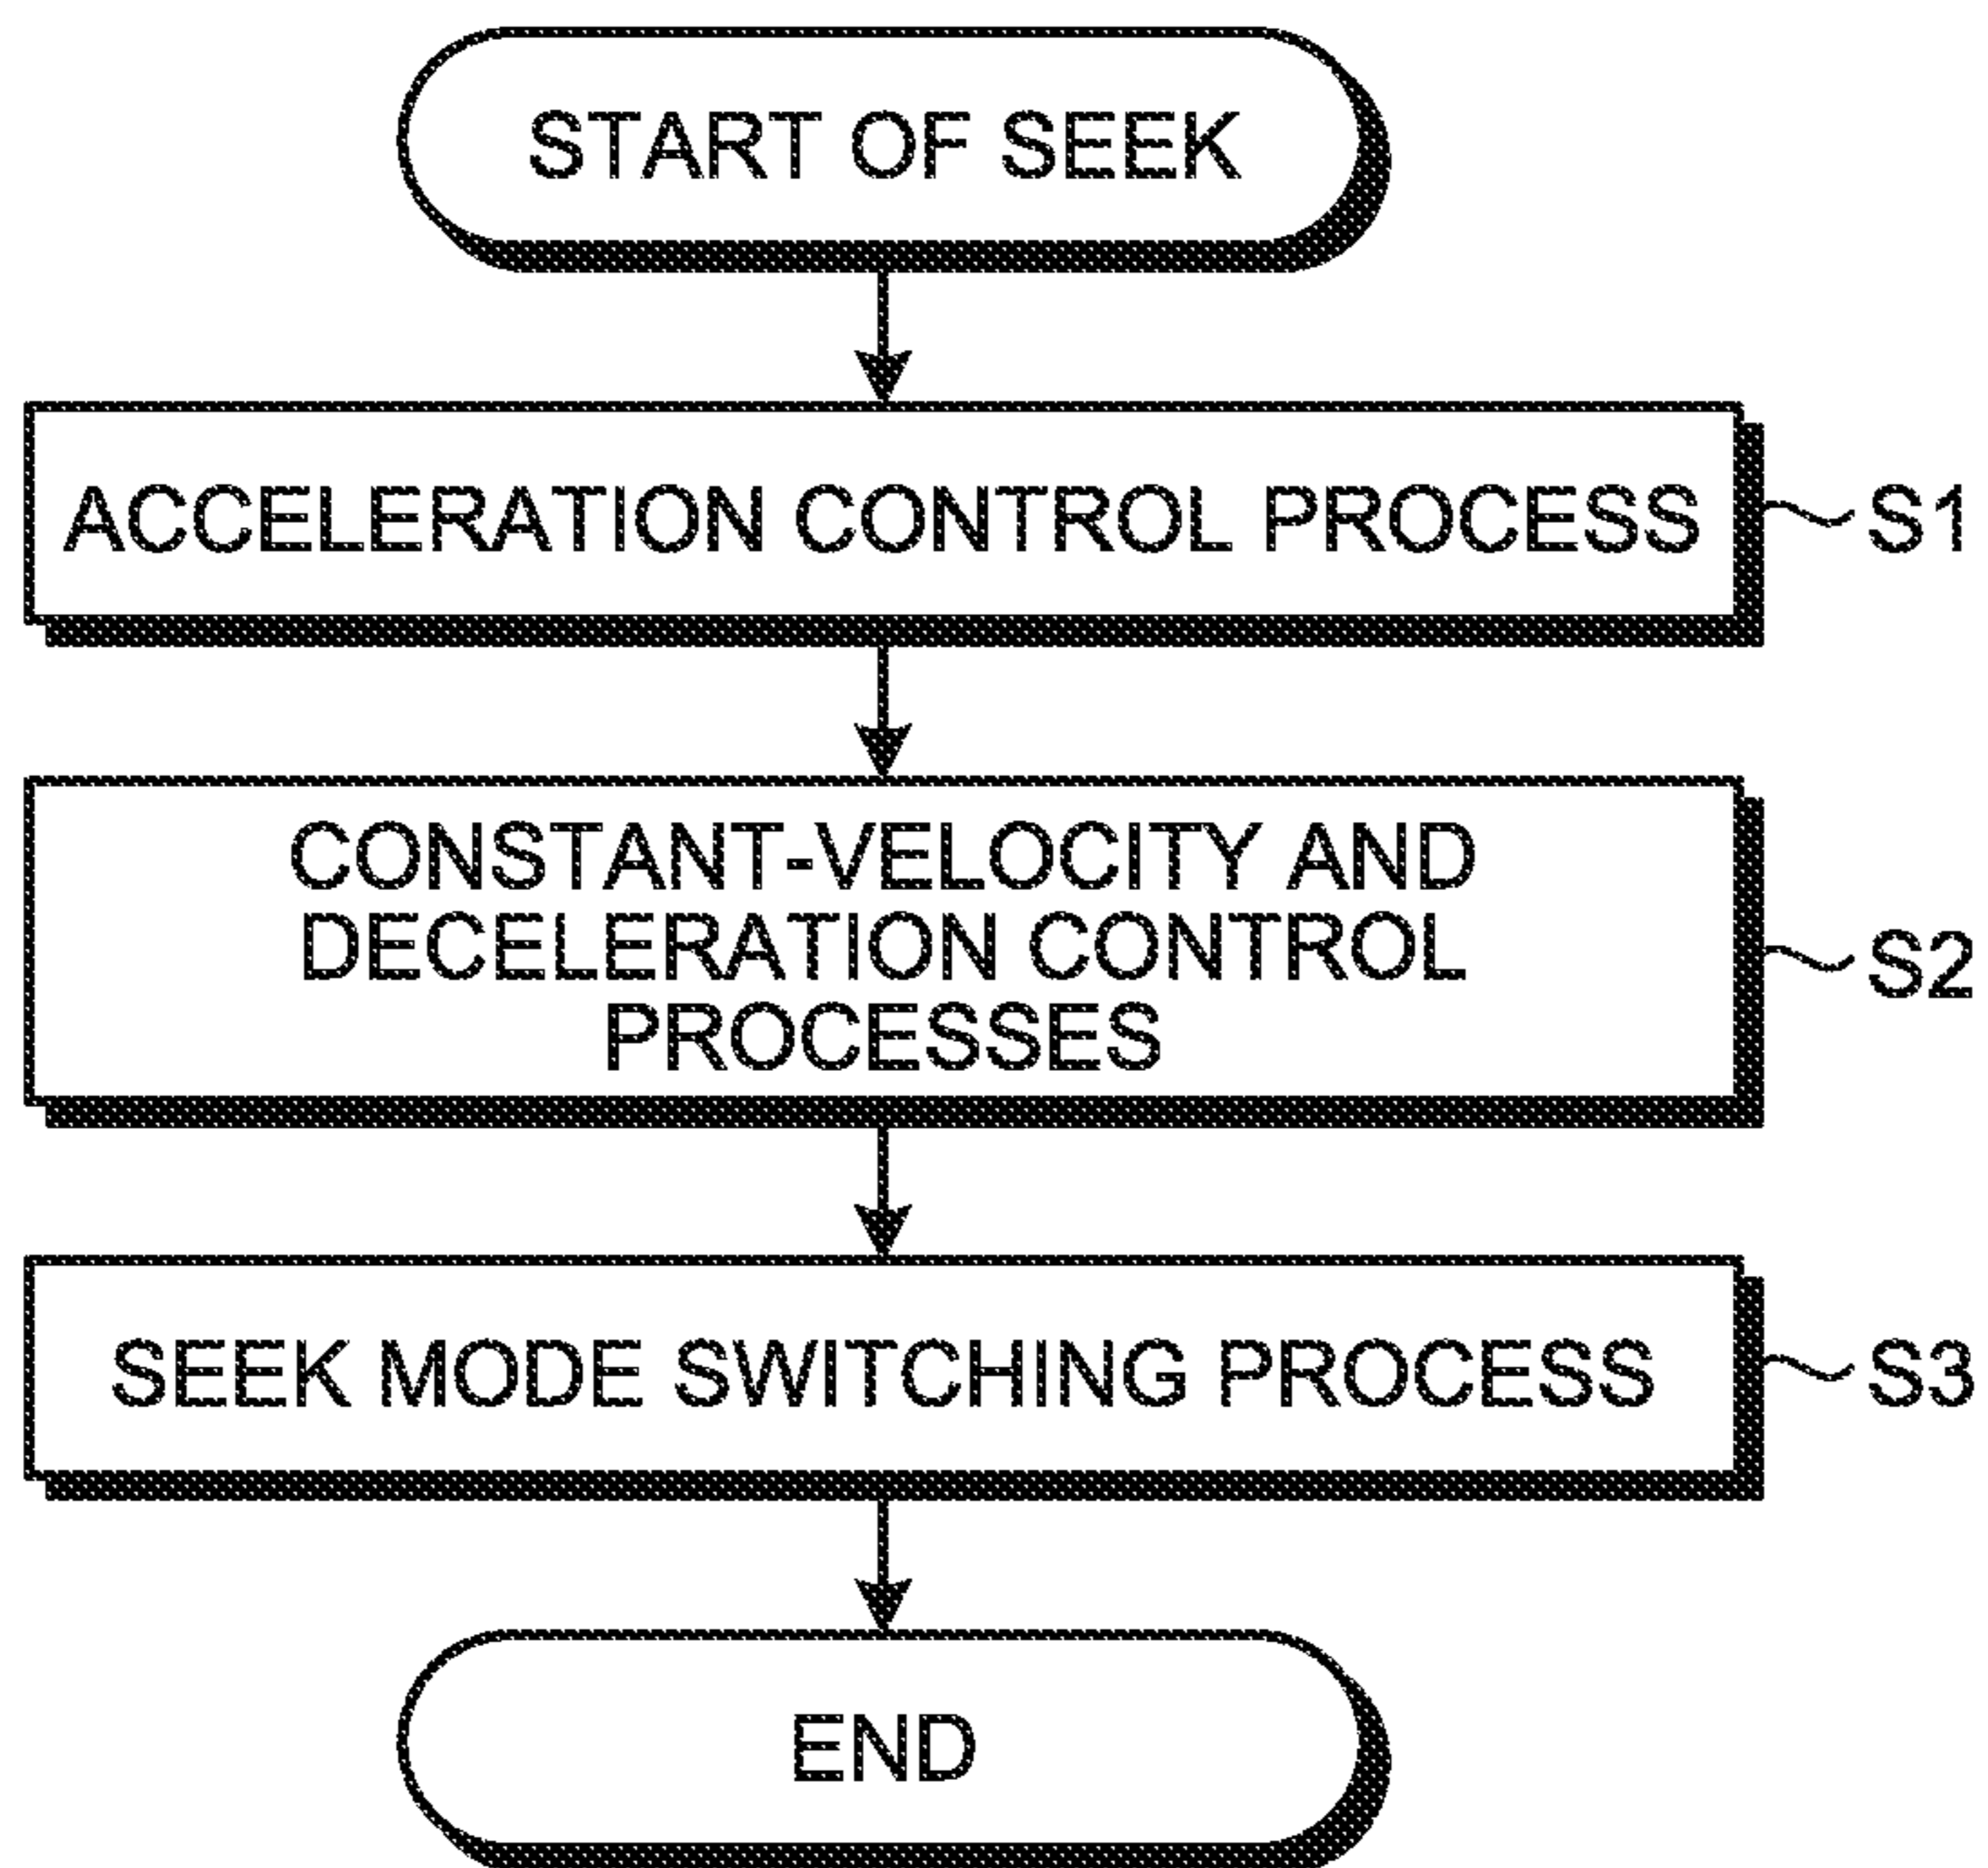 START OF SEEK
ACCELERATION CONTROL PROCESS
S1
CONSTANT-VELOCITY AND
DECELERATION CONTROL
PROCESSES
S2
SEEK MODE SWITCHING PROCESS
S3
END